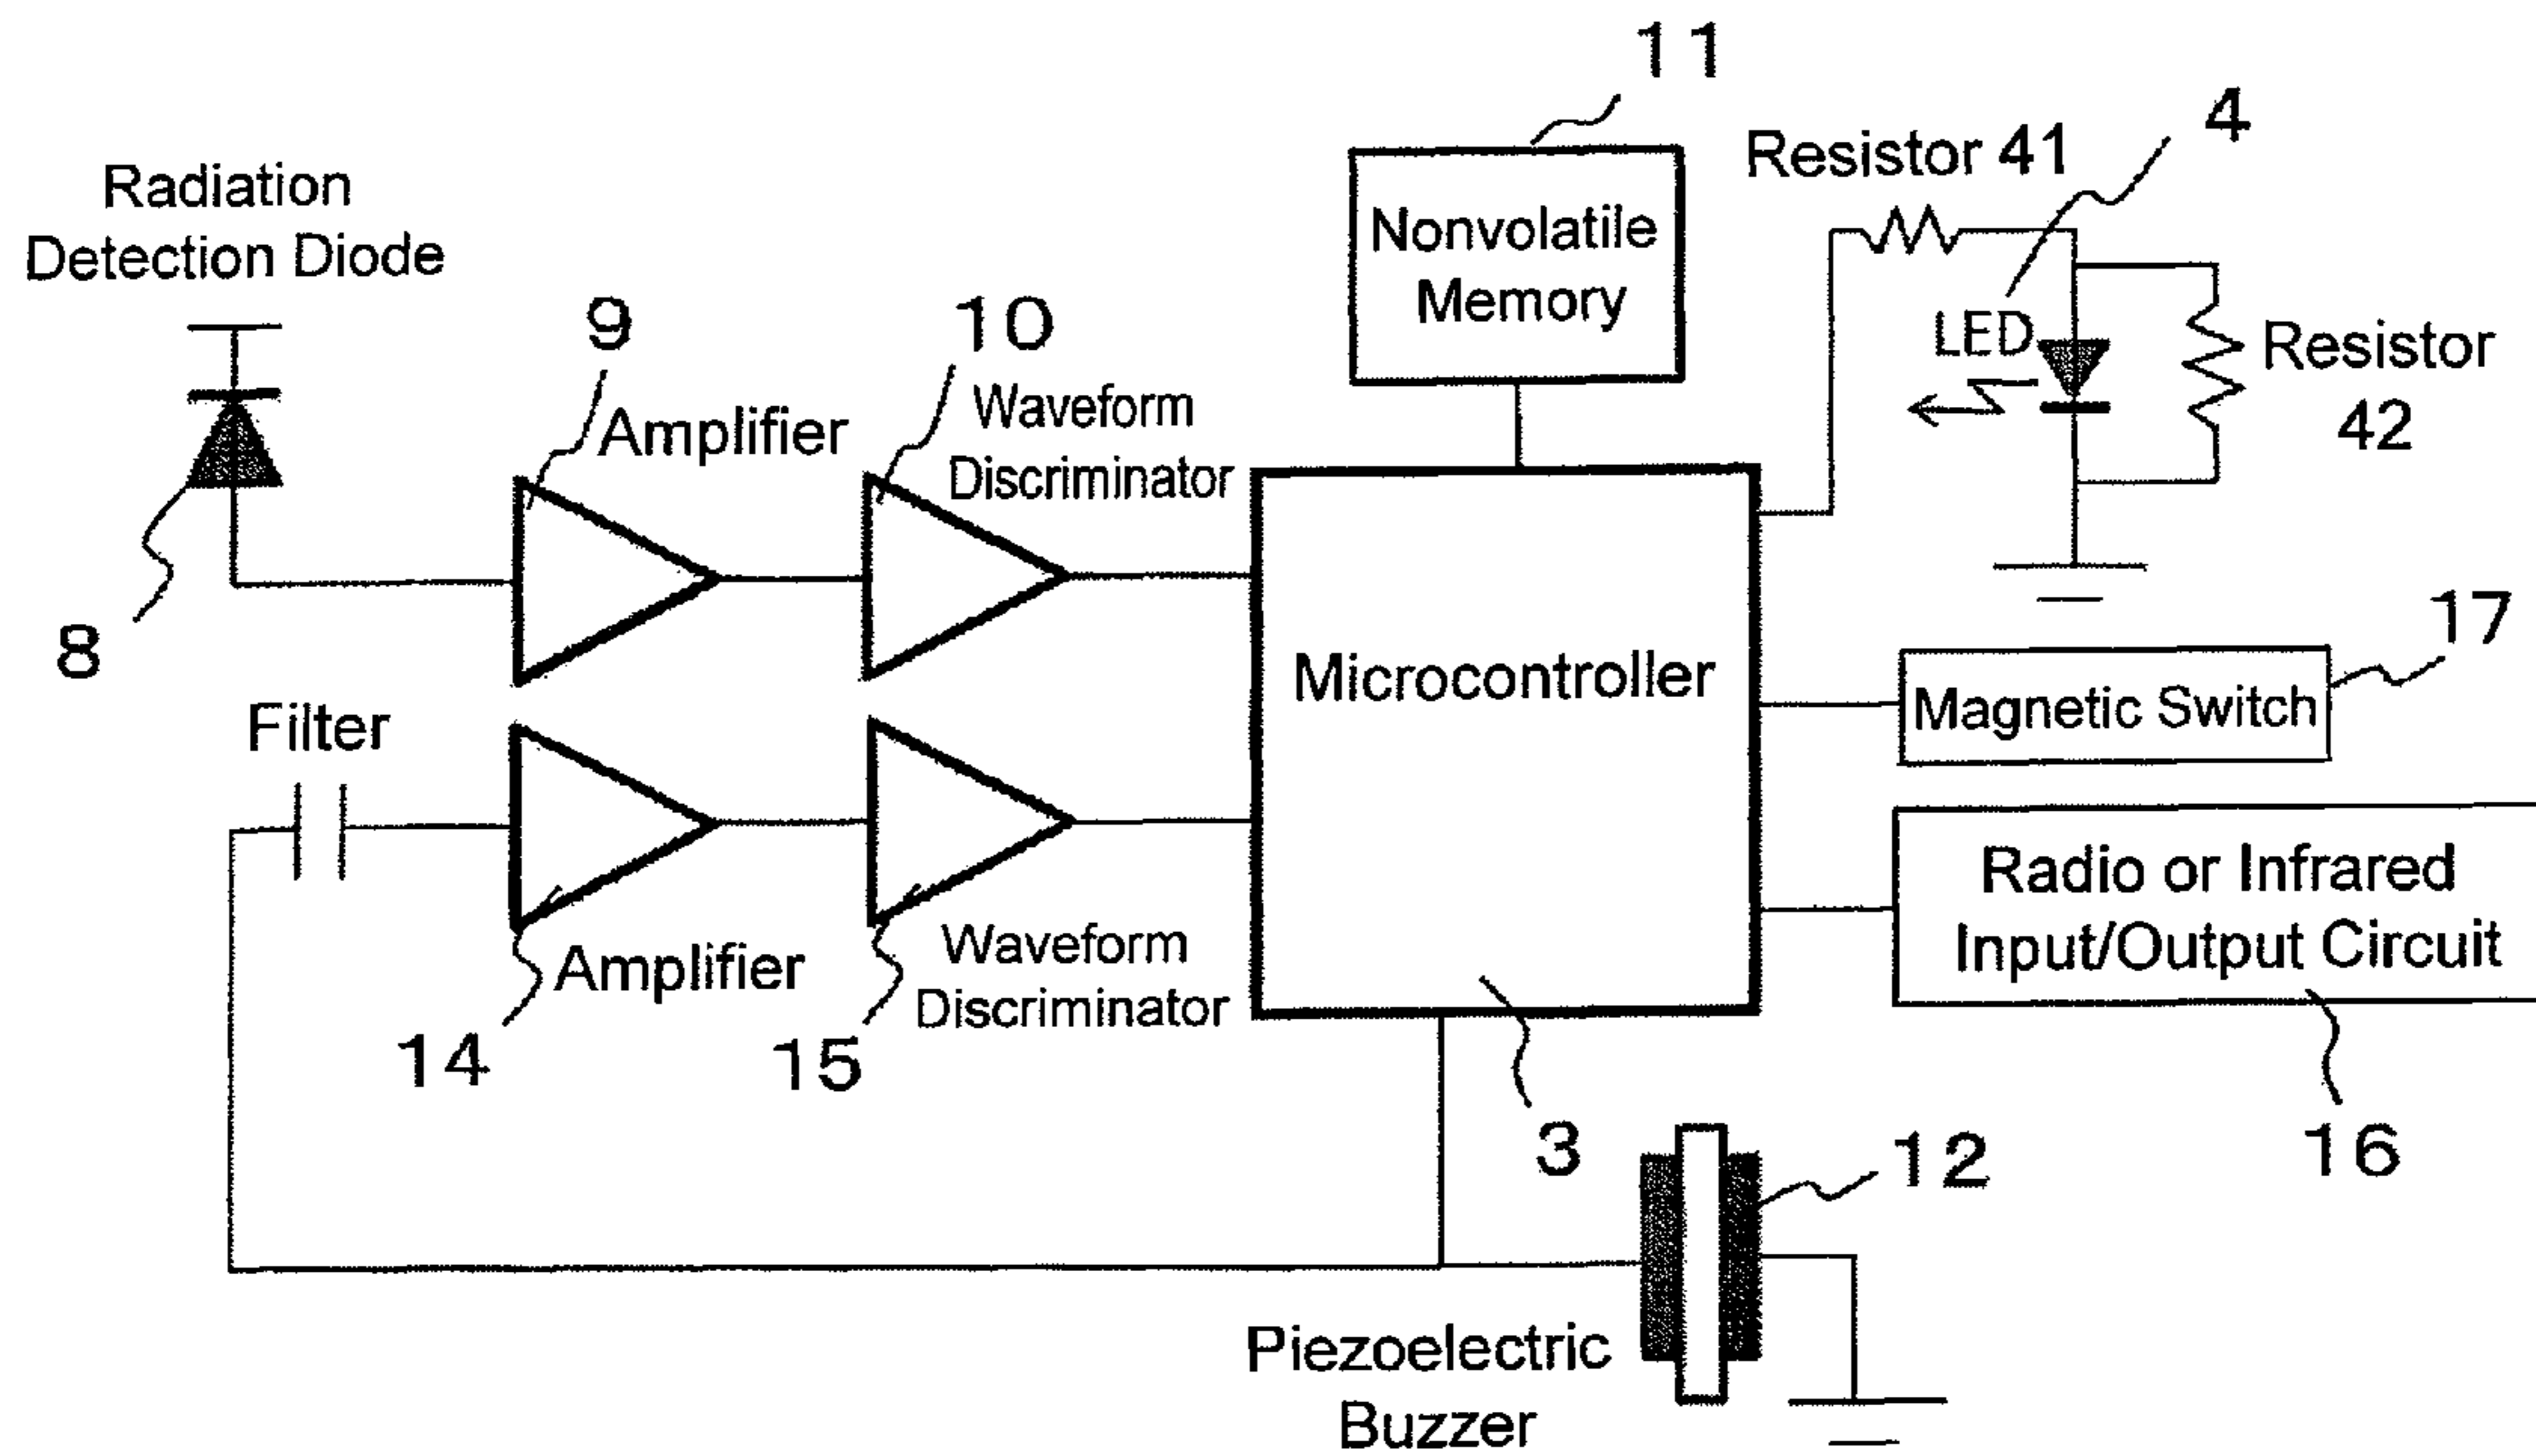 11
4
Resistor 41
Radiation
Detection Diode
Nonvolatile
Memory
9
10
LED
Resistor
42
Amplifier
Waveform
Discriminator
8
Microcontroller
17
Magnetic Switch
Filter
Radio or Infrared
Input/Output Circuit
Amplifier
Waveform
Discriminator
14
15
3
12
16
Piezoelectric
Buzzer